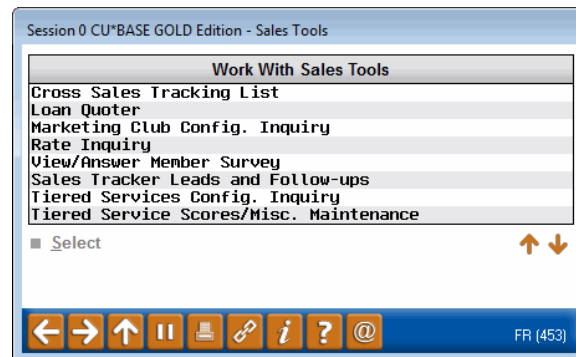 Session 0 CU*BASE GOLD Edition - Sales Tools
Work With Sales Tools
Cross Sales Tracking List
Loan Quoter
Marketing Club Config. Inquiry
Rate Inquiry
View/Answer Member Survey
Sales Tracker Leads and Follow-ups
Tiered Services Config. Inquiry
Tiered Service Scores/Misc. Maintenance
Select
i ? @ FR (453)